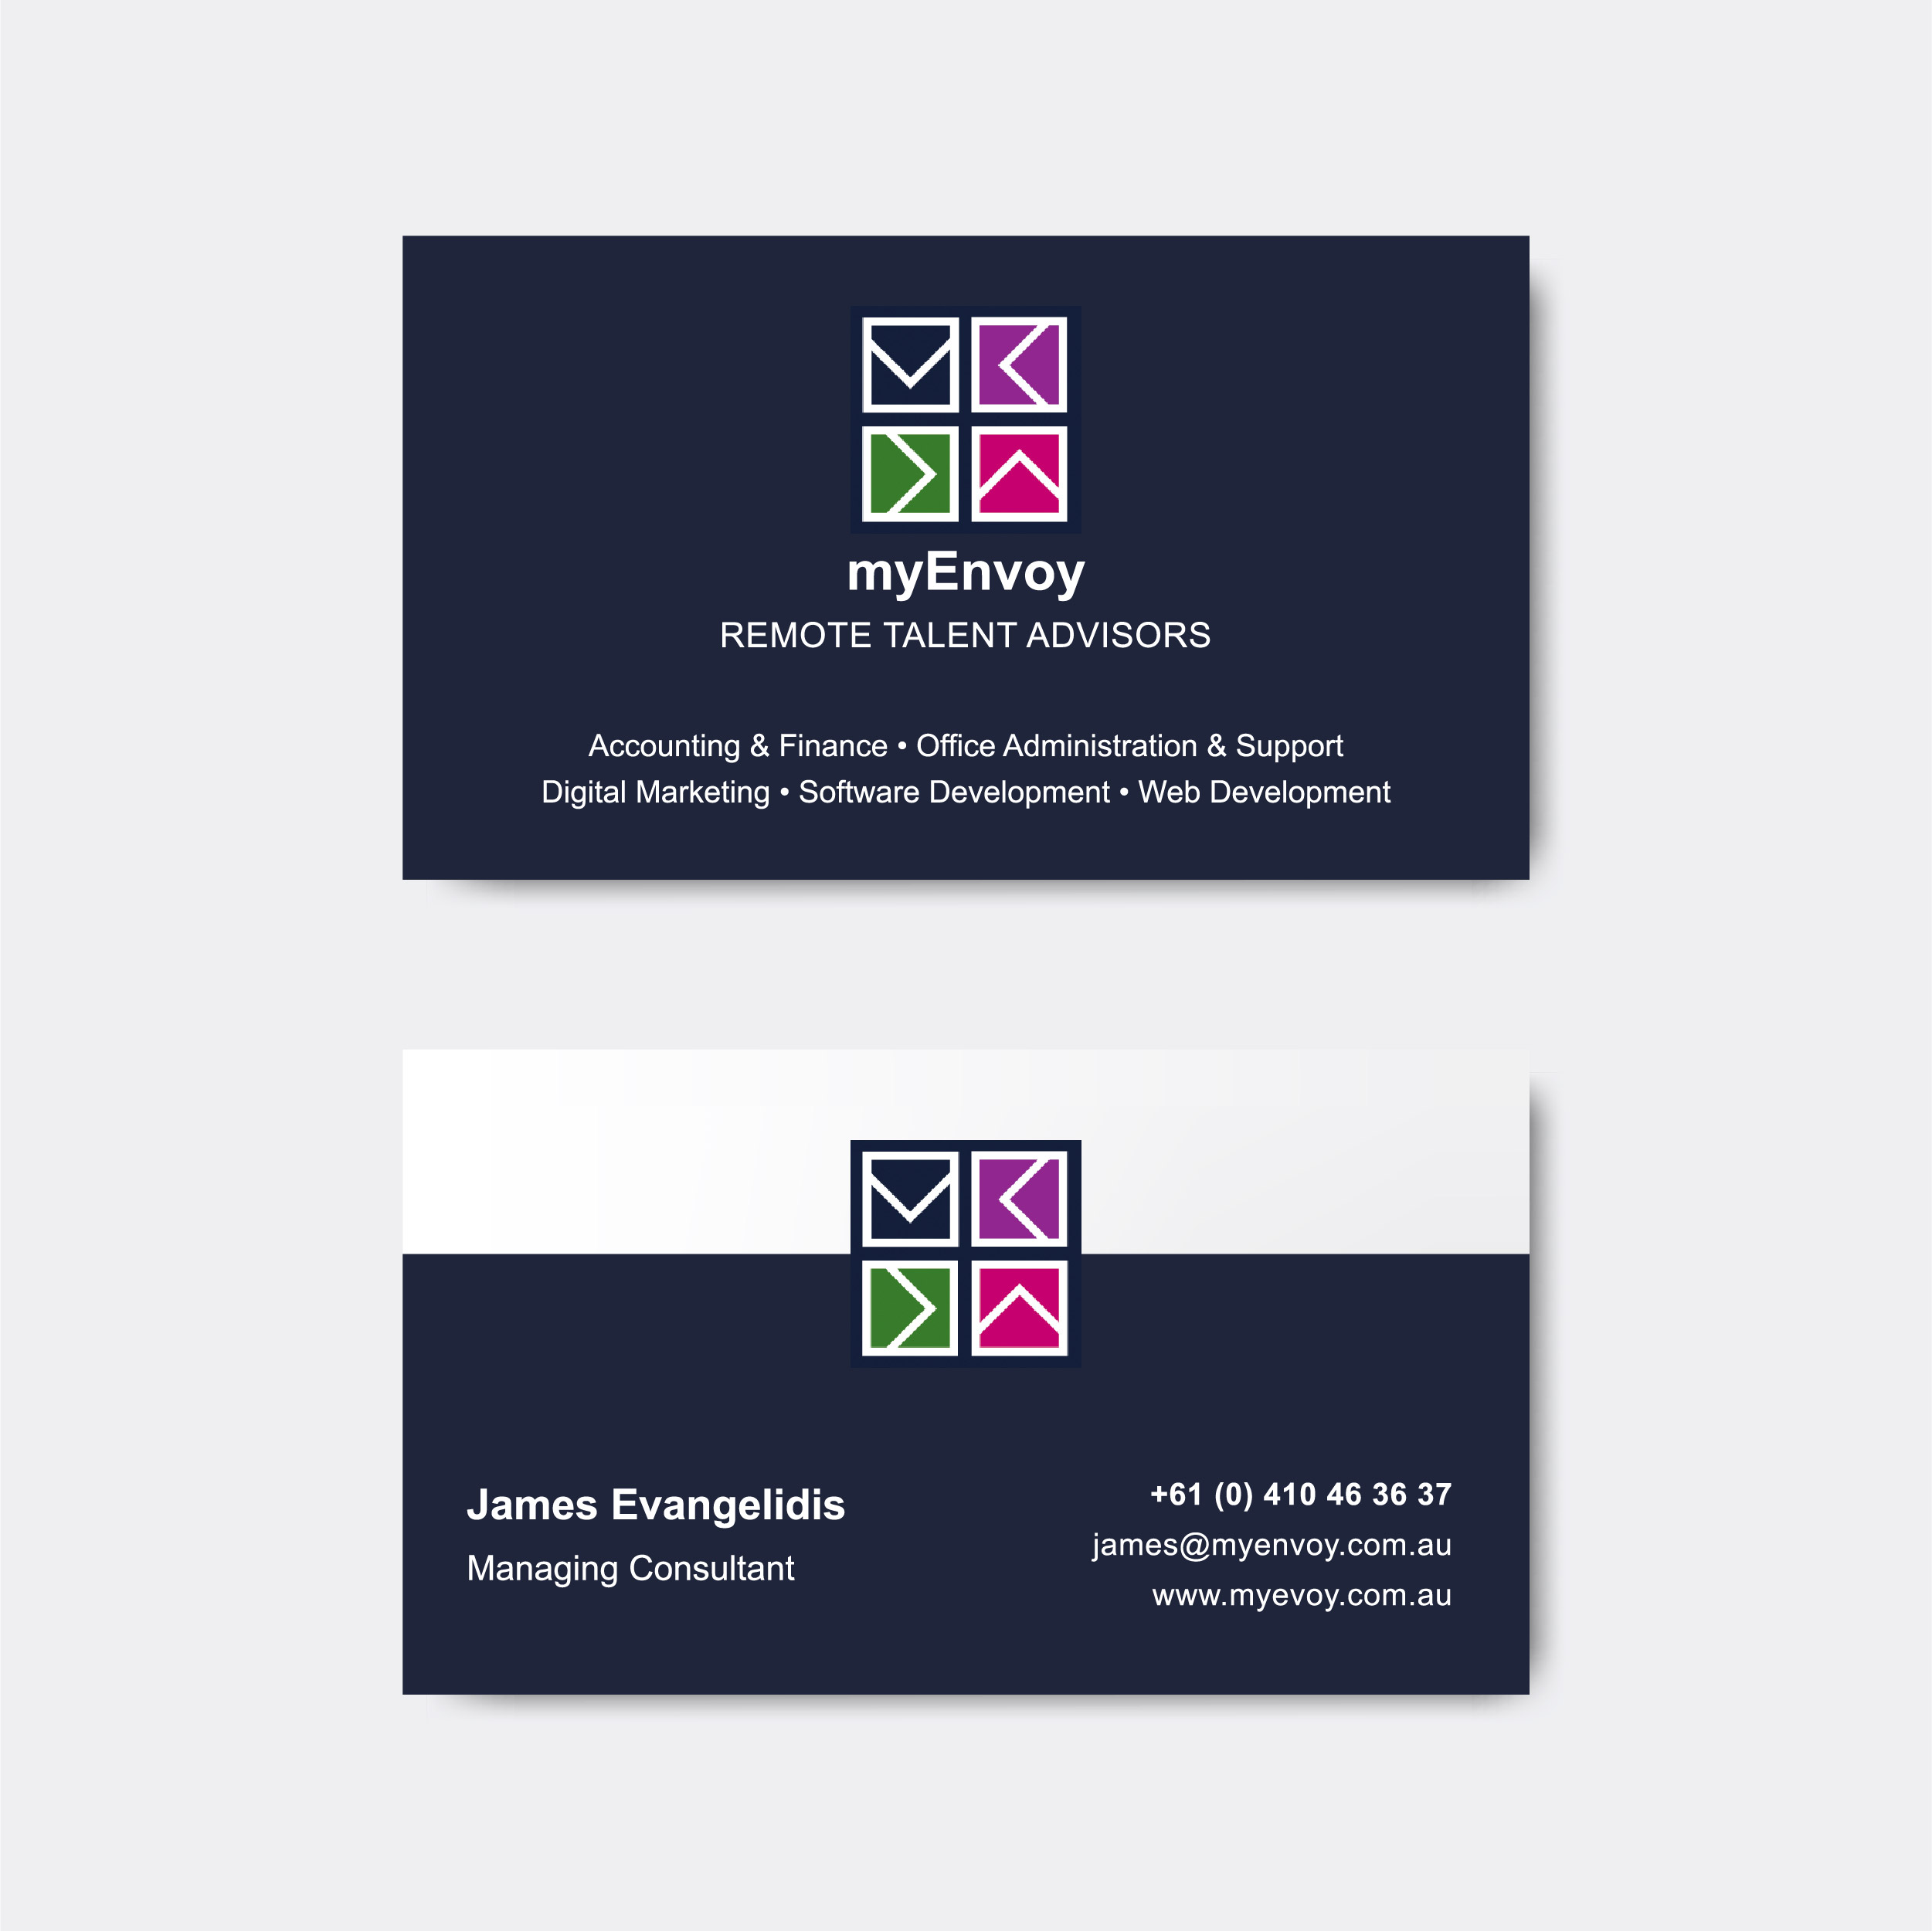 myEnvoy
REMOTE TALENT ADVISORS
Accounting & Finance • Office Administration & Support
Digital Marketing • Software Development • Web Development
James Evangelidis
Managing Consultant
+61 (0) 410 46 36 37
james@myenvoy.com.au
www.myevoy.com.au